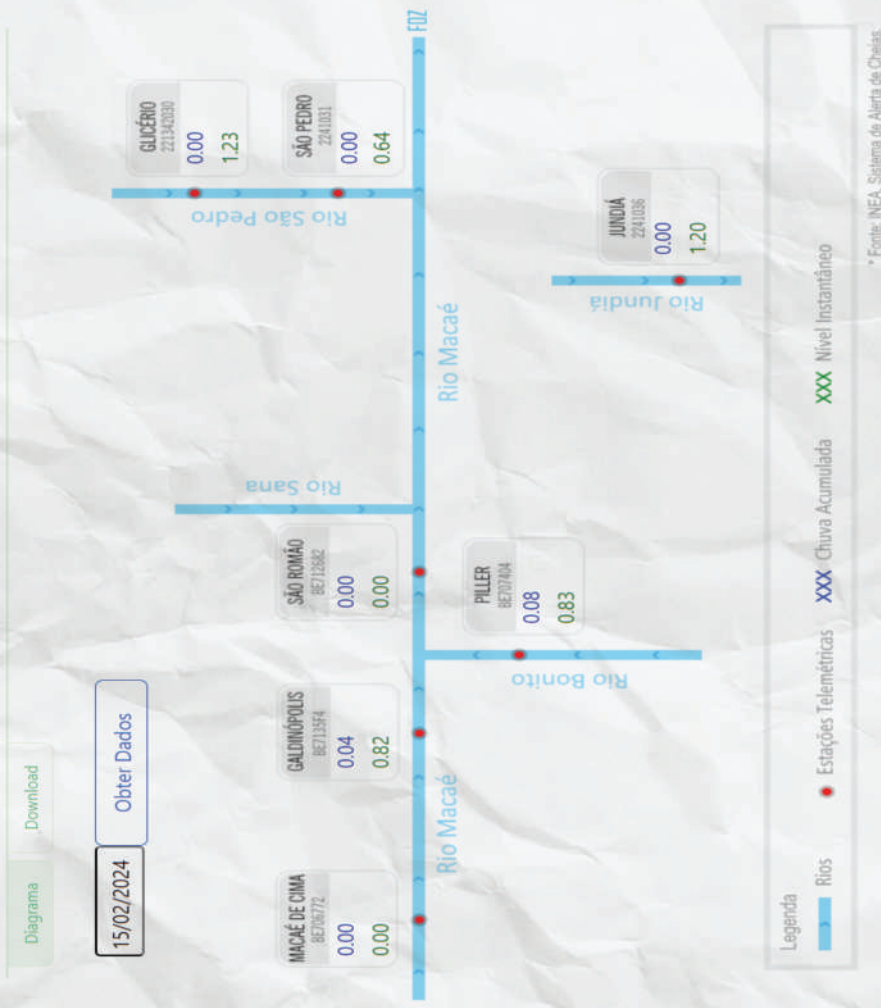 Diagrama
Download
15/02/2024
Obter Dados
MACAÉ DE CIMA
BE706772
0.00
0.00
GALDINÓPOLIS
BE7135F4
0.04
0.82
SÃO ROMÃO
BE712682
0.00
0.00
GLICÉRIO
221342030
0.00
1.23
SÃO PEDRO
2241031
0.00
0.64
Rio São Pedro
Rio Sana
FOZ
Rio Macaé
Rio Macaé
PILLER
BE707404
0.08
0.83
Rio Bonito
JUNDIÁ
2241036
0.00
1.20
Rio Jundiá
Legenda
Rios
Estações Telemétricas
XXX Chuva Acumulada
XXX Nível Instantâneo
* Fonte: INEA. Sistema de Alerta de Cheias.